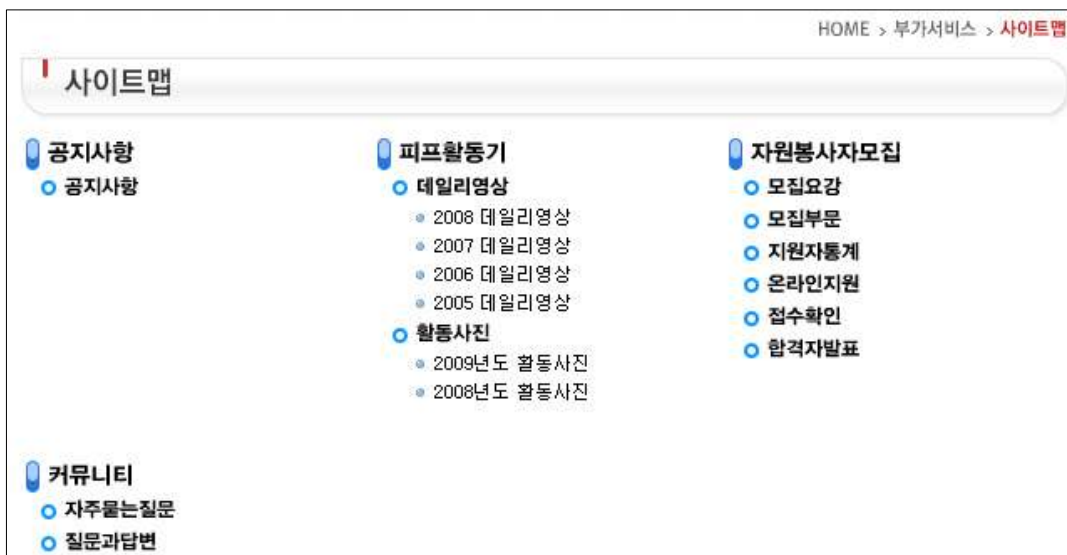 HOME > 부가서비스 > 사이트맵
사이트맵
공지사항
공지사항
피프활동기
데일리영상
2008 데일리영상
2007 데일리영상
2006 데일리영상
2005 데일리영상
활동사진
2009년도 활동사진
2008년도 활동사진
자원봉사자모집
모집요강
모집부문
지원자통계
온라인지원
접수확인
합격자발표
커뮤니티
자주묻는질문
질문과답변